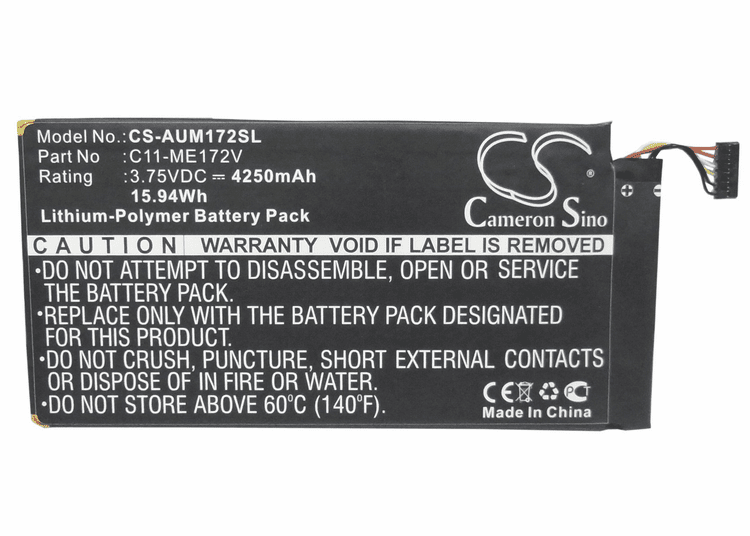 Model No.: CS-AUM172SL
Part No : C11-ME172V
Rating : 3.75VDC ⎓ 4250mAh
15.94Wh
Lithium-Polymer Battery Pack
CS
Cameron Sino
WARRANTY VOID IF LABEL IS REMOVED
•DO NOT ATTEMPT TO DISASSEMBLE, OPEN OR SERVICE
THE BATTERY PACK.
•REPLACE ONLY WITH THE BATTERY PACK DESIGNATED
FOR THIS PRODUCT.
•DO NOT CRUSH, PUNCTURE, SHORT EXTERNAL CONTACTS
OR DISPOSE OF IN FIRE OR WATER.
•DO NOT STORE ABOVE 60°C (140°F)
CE PCT
Made In China
+ -